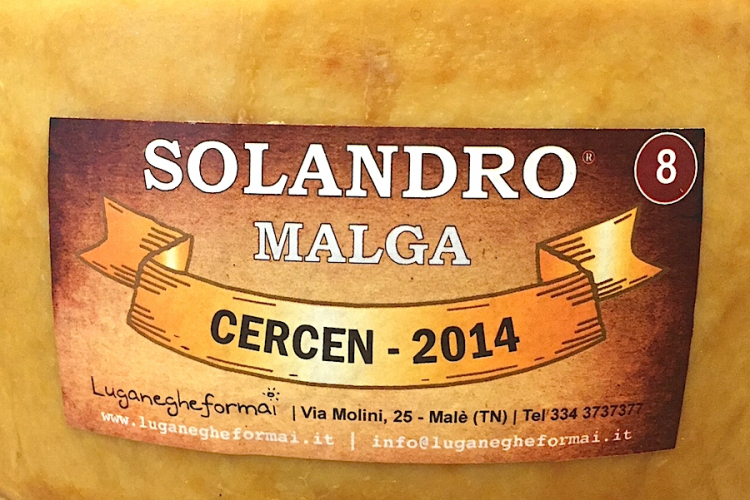 SOLANDRO®
8
MALGA
CERCEN - 2014
Luganegheformai | Via Molini, 25 - Malè (TN) | Tel 334 3737377
www.luganegheformai.it | info@luganegheformai.it